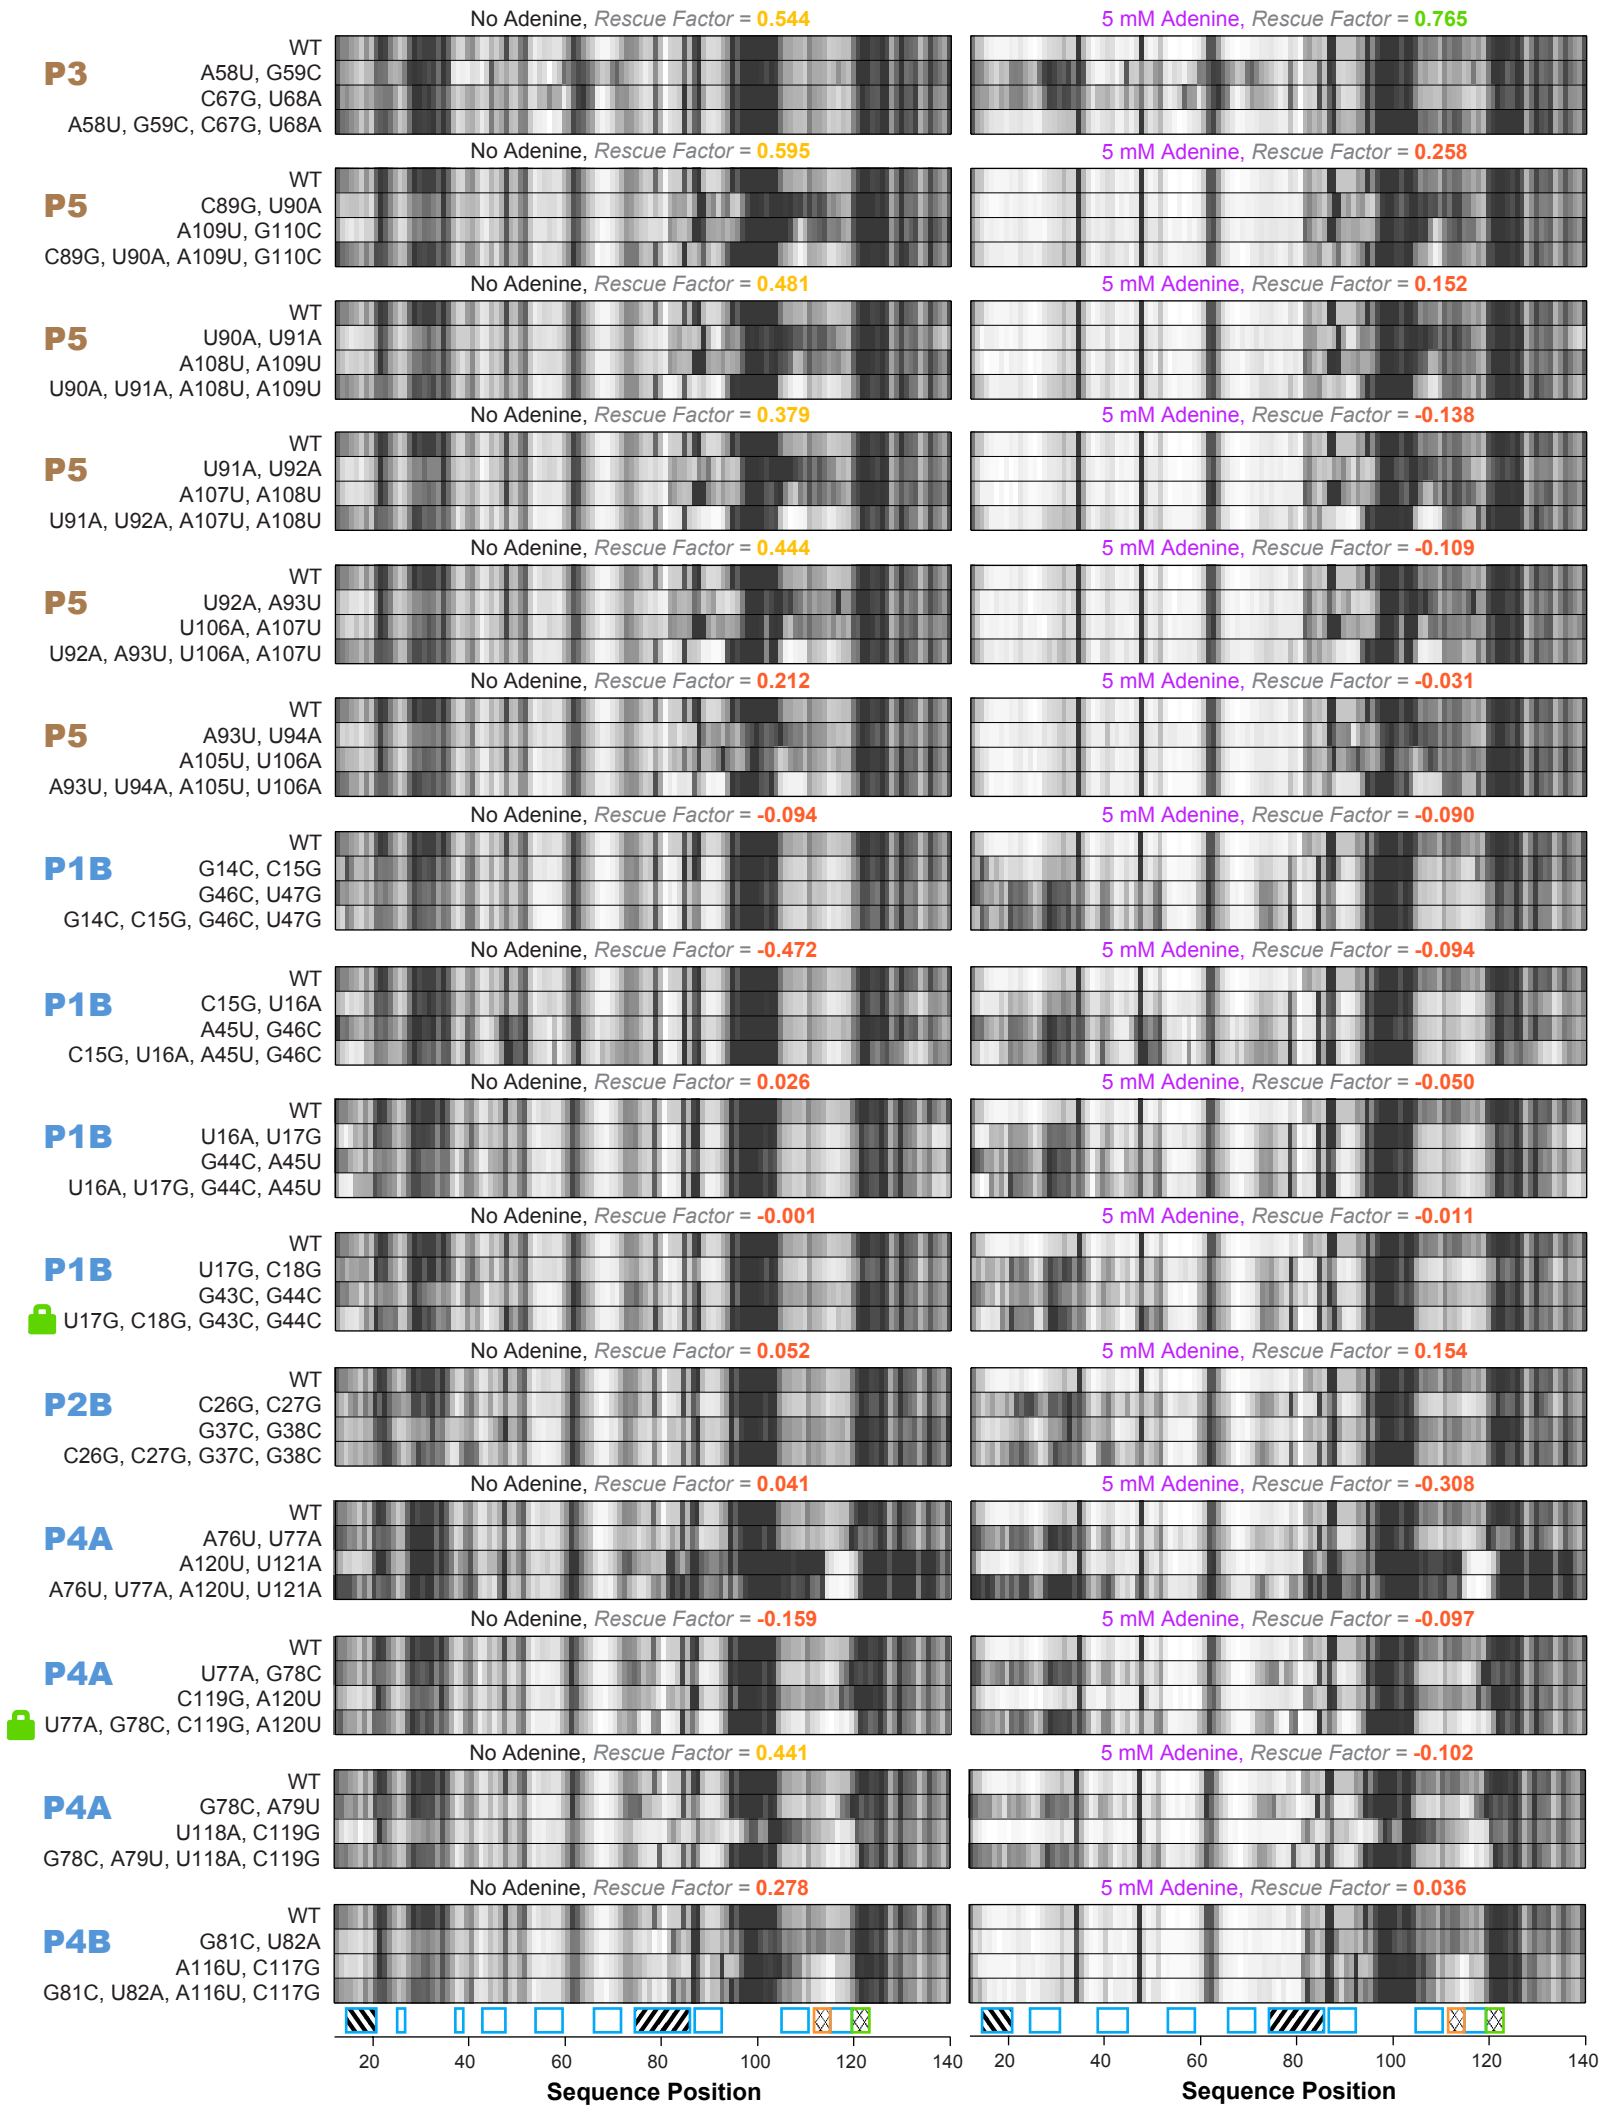 No Adenine, Rescue Factor = 0.544
5 mM Adenine, Rescue Factor = 0.765
P3
WT
A58U, G59C
C67G, U68A
A58U, G59C, C67G, U68A
No Adenine, Rescue Factor = 0.595
5 mM Adenine, Rescue Factor = 0.258
P5
WT
C89G, U90A
A109U, G110C
C89G, U90A, A109U, G110C
No Adenine, Rescue Factor = 0.481
5 mM Adenine, Rescue Factor = 0.152
P5
WT
U90A, U91A
A108U, A109U
U90A, U91A, A108U, A109U
No Adenine, Rescue Factor = 0.379
5 mM Adenine, Rescue Factor = -0.138
P5
WT
U91A, U92A
A107U, A108U
U91A, U92A, A107U, A108U
No Adenine, Rescue Factor = 0.444
5 mM Adenine, Rescue Factor = -0.109
P5
WT
U92A, A93U
U106A, A107U
U92A, A93U, U106A, A107U
No Adenine, Rescue Factor = 0.212
5 mM Adenine, Rescue Factor = -0.031
P5
WT
A93U, U94A
A105U, U106A
A93U, U94A, A105U, U106A
No Adenine, Rescue Factor = -0.094
5 mM Adenine, Rescue Factor = -0.090
P1B
WT
G14C, C15G
G46C, U47G
G14C, C15G, G46C, U47G
No Adenine, Rescue Factor = -0.472
5 mM Adenine, Rescue Factor = -0.094
P1B
WT
C15G, U16A
A45U, G46C
C15G, U16A, A45U, G46C
No Adenine, Rescue Factor = 0.026
5 mM Adenine, Rescue Factor = -0.050
P1B
WT
U16A, U17G
G44C, A45U
U16A, U17G, G44C, A45U
No Adenine, Rescue Factor = -0.001
5 mM Adenine, Rescue Factor = -0.011
P1B
WT
U17G, C18G
G43C, G44C
U17G, C18G, G43C, G44C
No Adenine, Rescue Factor = 0.052
5 mM Adenine, Rescue Factor = 0.154
P2B
WT
C26G, C27G
G37C, G38C
C26G, C27G, G37C, G38C
No Adenine, Rescue Factor = 0.041
5 mM Adenine, Rescue Factor = -0.308
P4A
WT
A76U, U77A
A120U, U121A
A76U, U77A, A120U, U121A
No Adenine, Rescue Factor = -0.159
5 mM Adenine, Rescue Factor = -0.097
P4A
WT
U77A, G78C
C119G, A120U
U77A, G78C, C119G, A120U
No Adenine, Rescue Factor = 0.441
5 mM Adenine, Rescue Factor = -0.102
P4A
WT
G78C, A79U
U118A, C119G
G78C, A79U, U118A, C119G
No Adenine, Rescue Factor = 0.278
5 mM Adenine, Rescue Factor = 0.036
P4B
WT
G81C, U82A
A116U, C117G
G81C, U82A, A116U, C117G
20 40 60 80 100 120 140
20 40 60 80 100 120 140
Sequence Position
Sequence Position